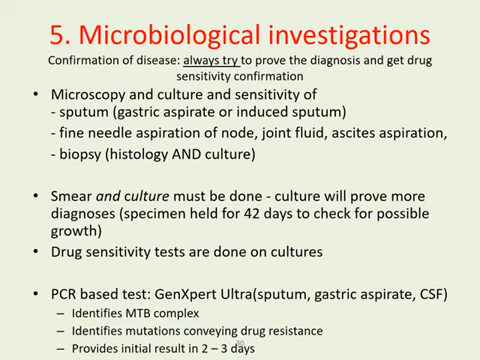 5. Microbiological investigations
Confirmation of disease: always try to prove the diagnosis and get drug
sensitivity confirmation
• Microscopy and culture and sensitivity of
- sputum (gastric aspirate or induced sputum)
- fine needle aspiration of node, joint fluid, ascites aspiration,
- biopsy (histology AND culture)
• Smear and culture must be done - culture will prove more
diagnoses (specimen held for 42 days to check for possible
growth)
• Drug sensitivity tests are done on cultures
• PCR based test: GenXpert Ultra(sputum, gastric aspirate, CSF)
– Identifies MTB complex
– Identifies mutations conveying drug resistance
– Provides initial result in 2 – 3 days